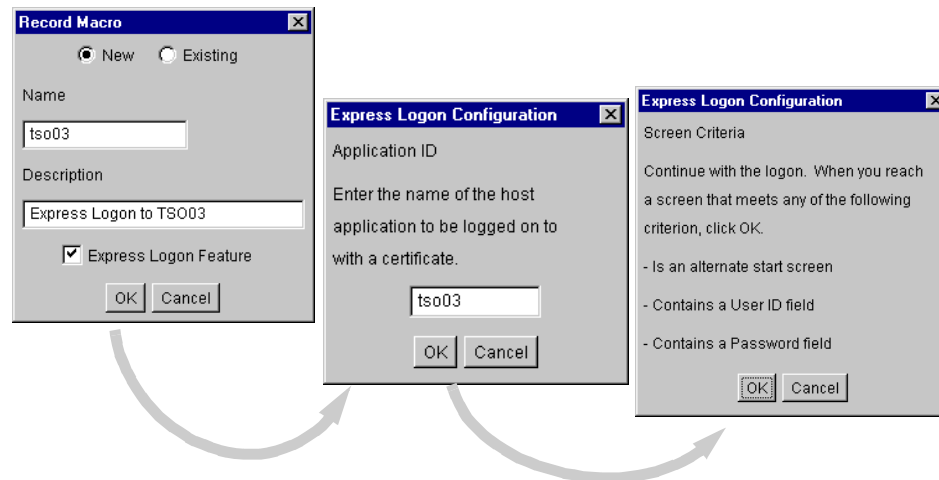 Record Macro
New Existing
Name
tso03
Description
Express Logon to TSO03
Express Logon Feature
OK Cancel
Express Logon Configuration
Application ID
Enter the name of the host
application to be logged on to
with a certificate.
tso03
OK Cancel
Express Logon Configuration
Screen Criteria
Continue with the logon. When you reach
a screen that meets any of the following
criterion, click OK.
- Is an alternate start screen
- Contains a User ID field
- Contains a Password field
OK Cancel